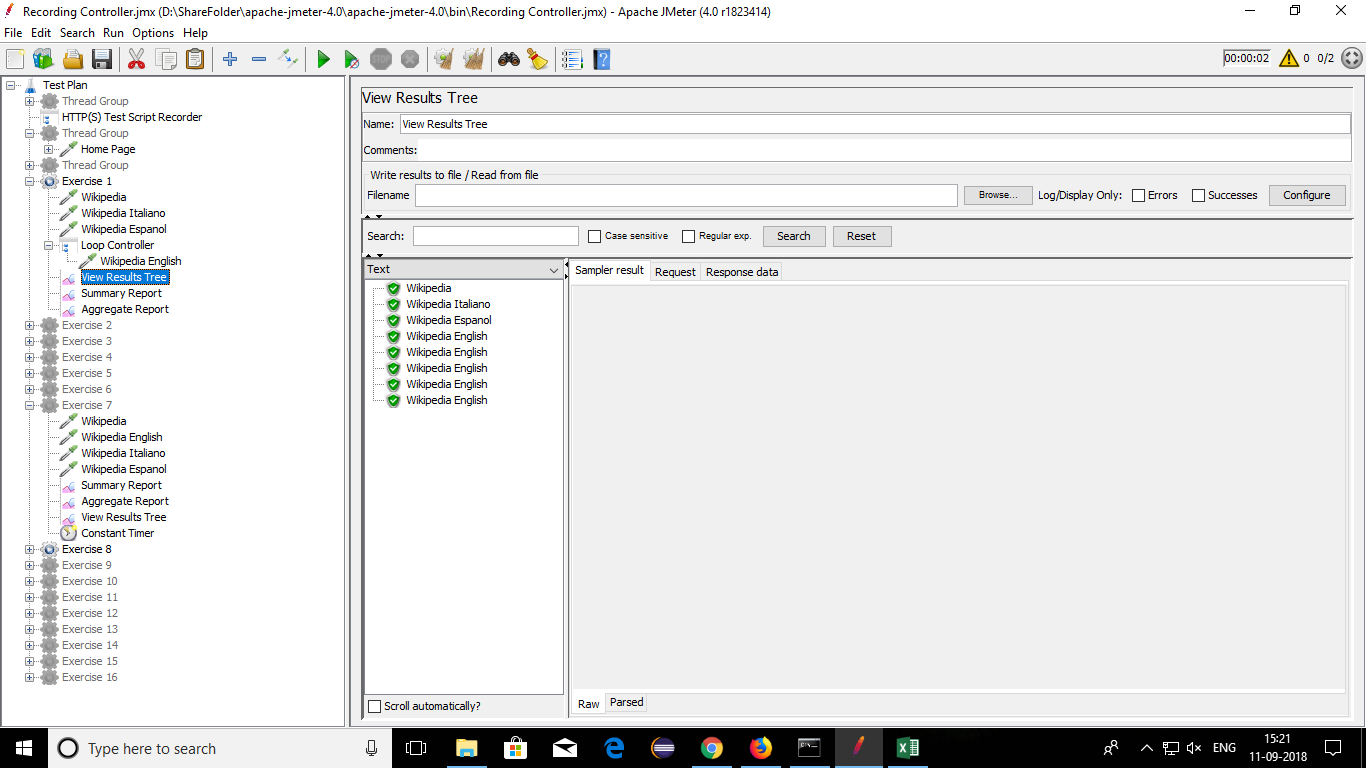 Recording Controller.jmx (D:\ShareFolder\apache-jmeter-4.0\apache-jmeter-4.0\bin\Recording Controller.jmx) - Apache JMeter (4.0 r1823414)
File Edit Search Run Options Help
STOP
00:00:02 0 0/2
Test Plan
Thread Group
HTTP(S) Test Script Recorder
Thread Group
Home Page
Thread Group
Exercise 1
Wikipedia
Wikipedia Italiano
Wikipedia Espanol
Loop Controller
Wikipedia English
View Results Tree
Summary Report
Aggregate Report
Exercise 2
Exercise 3
Exercise 4
Exercise 5
Exercise 6
Exercise 7
Wikipedia
Wikipedia English
Wikipedia Italiano
Wikipedia Espanol
Summary Report
Aggregate Report
View Results Tree
Constant Timer
Exercise 8
Exercise 9
Exercise 10
Exercise 11
Exercise 12
Exercise 13
Exercise 14
Exercise 15
Exercise 16
View Results Tree
Name: View Results Tree
Comments:
Write results to file / Read from file
Filename Browse... Log/Display Only: Errors Successes Configure
Search: Case sensitive Regular exp. Search Reset
Text
Wikipedia
Wikipedia Italiano
Wikipedia Espanol
Wikipedia English
Wikipedia English
Wikipedia English
Wikipedia English
Wikipedia English
Scroll automatically?
Sampler result Request Response data
Raw Parsed
Type here to search
ENG
15:21
11-09-2018